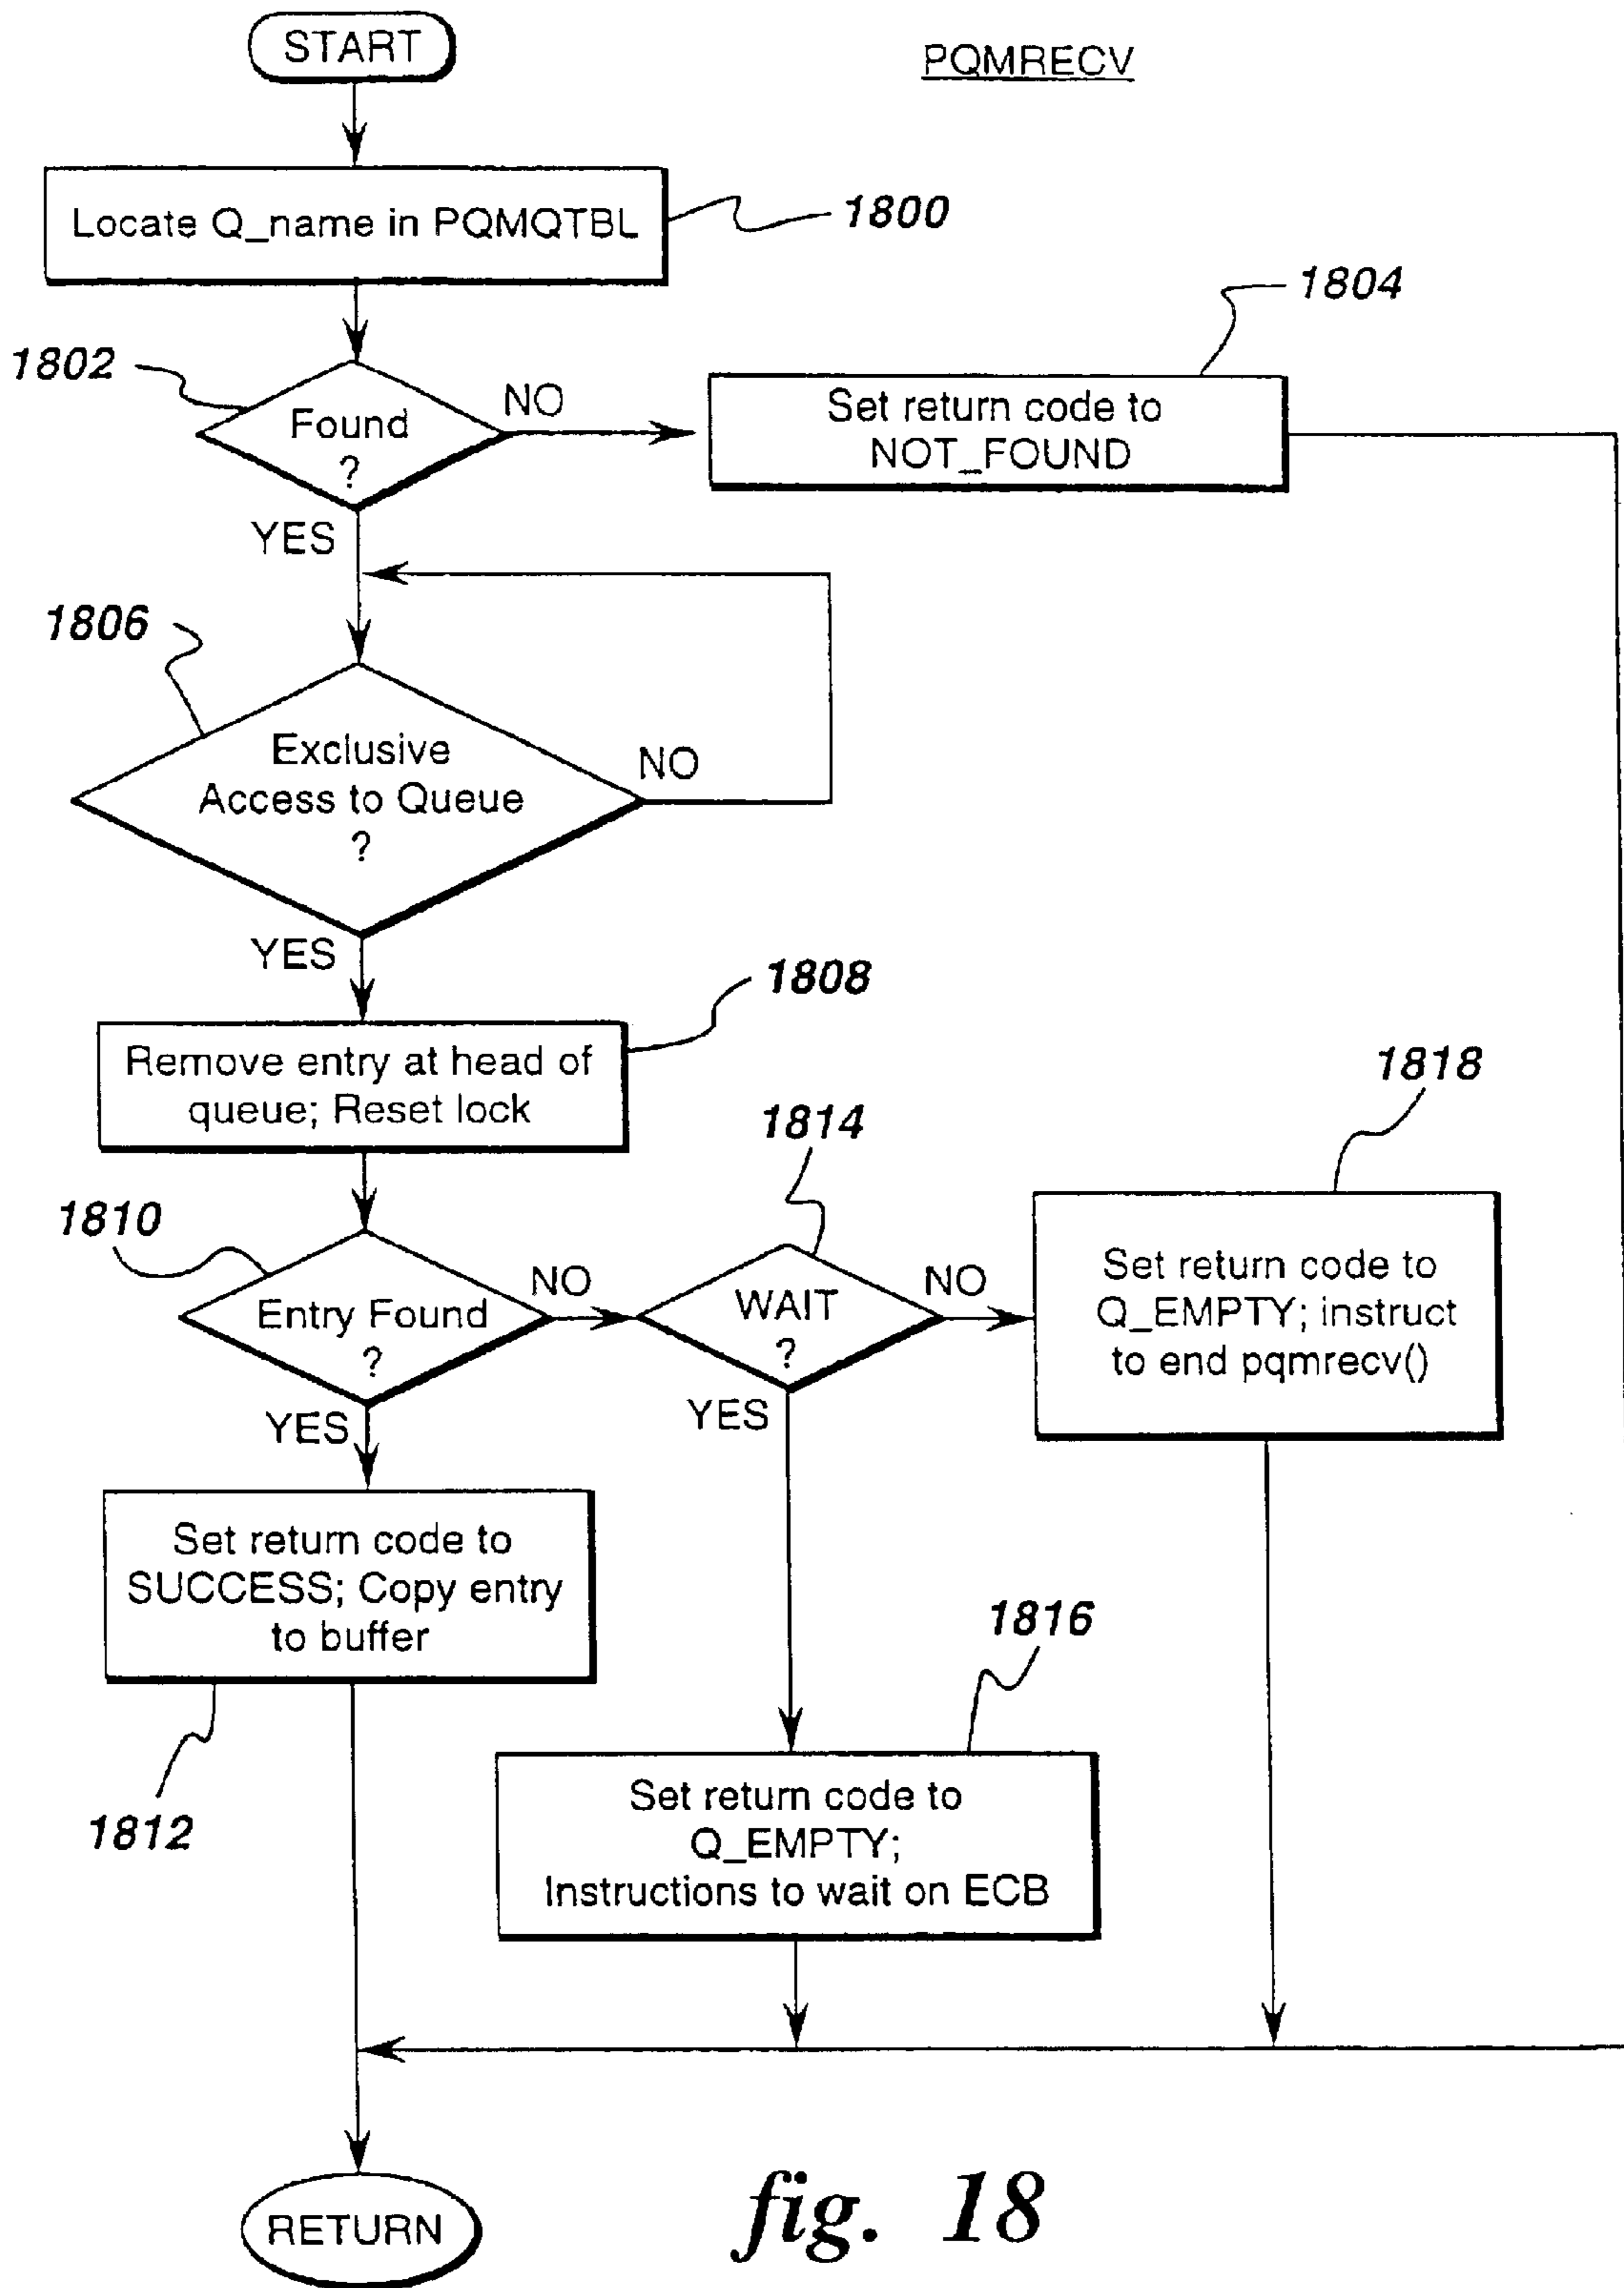 START
PQMRECV
Locate Q_name in PQMQTBL
1800
1804
1802
Found
?
NO
Set return code to
NOT_FOUND
YES
1806
Exclusive
Access to Queue
?
NO
YES
1808
Remove entry at head of
queue; Reset lock
1818
1814
1810
Entry Found
?
NO
WAIT
?
NO
Set return code to
Q_EMPTY; instruct
to end pqmrecv()
YES
YES
Set return code to
SUCCESS; Copy entry
to buffer
1816
1812
Set return code to
Q_EMPTY;
Instructions to wait on ECB
RETURN
fig. 18